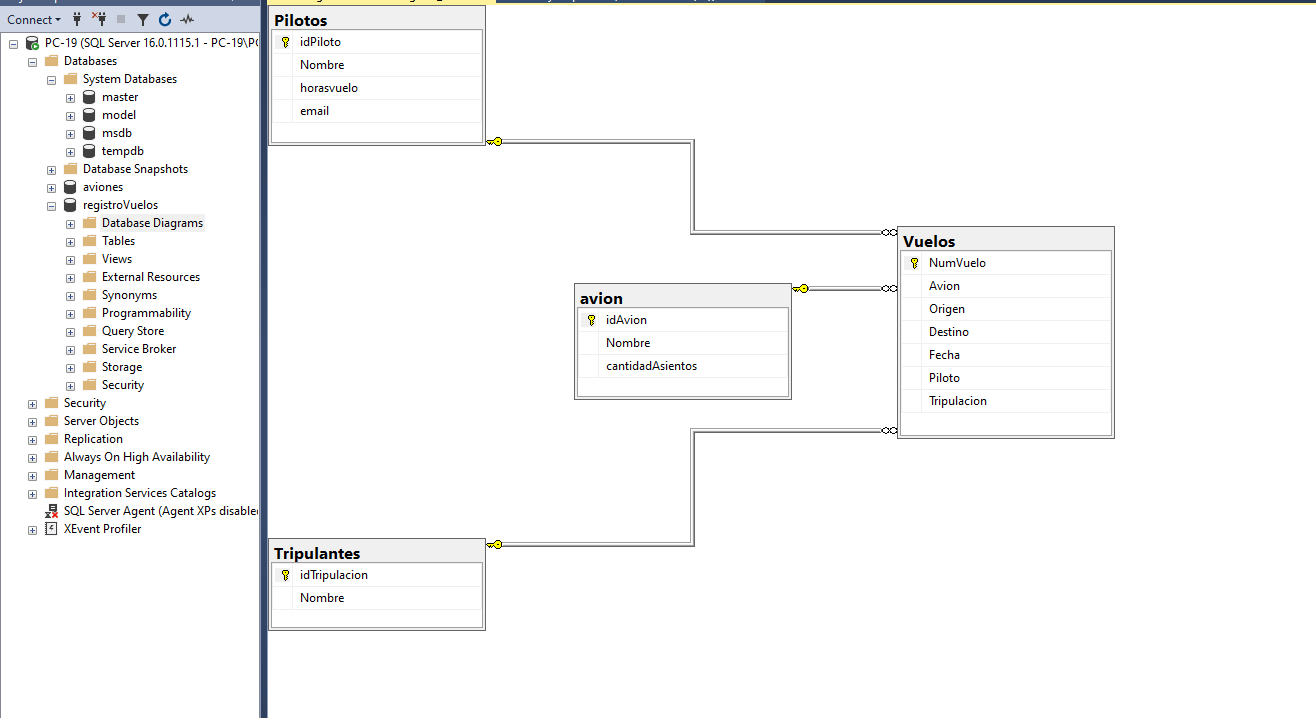 Connect
PC-19 (SQL Server 16.0.1115.1 - PC-19\PC
Databases
System Databases
master
model
msdb
tempdb
Database Snapshots
aviones
registroVuelos
Database Diagrams
Tables
Views
External Resources
Synonyms
Programmability
Query Store
Service Broker
Storage
Security
Security
Server Objects
Replication
Always On High Availability
Management
Integration Services Catalogs
SQL Server Agent (Agent XPs disable
XEvent Profiler
Pilotos
idPiloto
Nombre
horasvuelo
email
avion
idAvion
Nombre
cantidadAsientos
Vuelos
NumVuelo
Avion
Origen
Destino
Fecha
Piloto
Tripulacion
Tripulantes
idTripulacion
Nombre